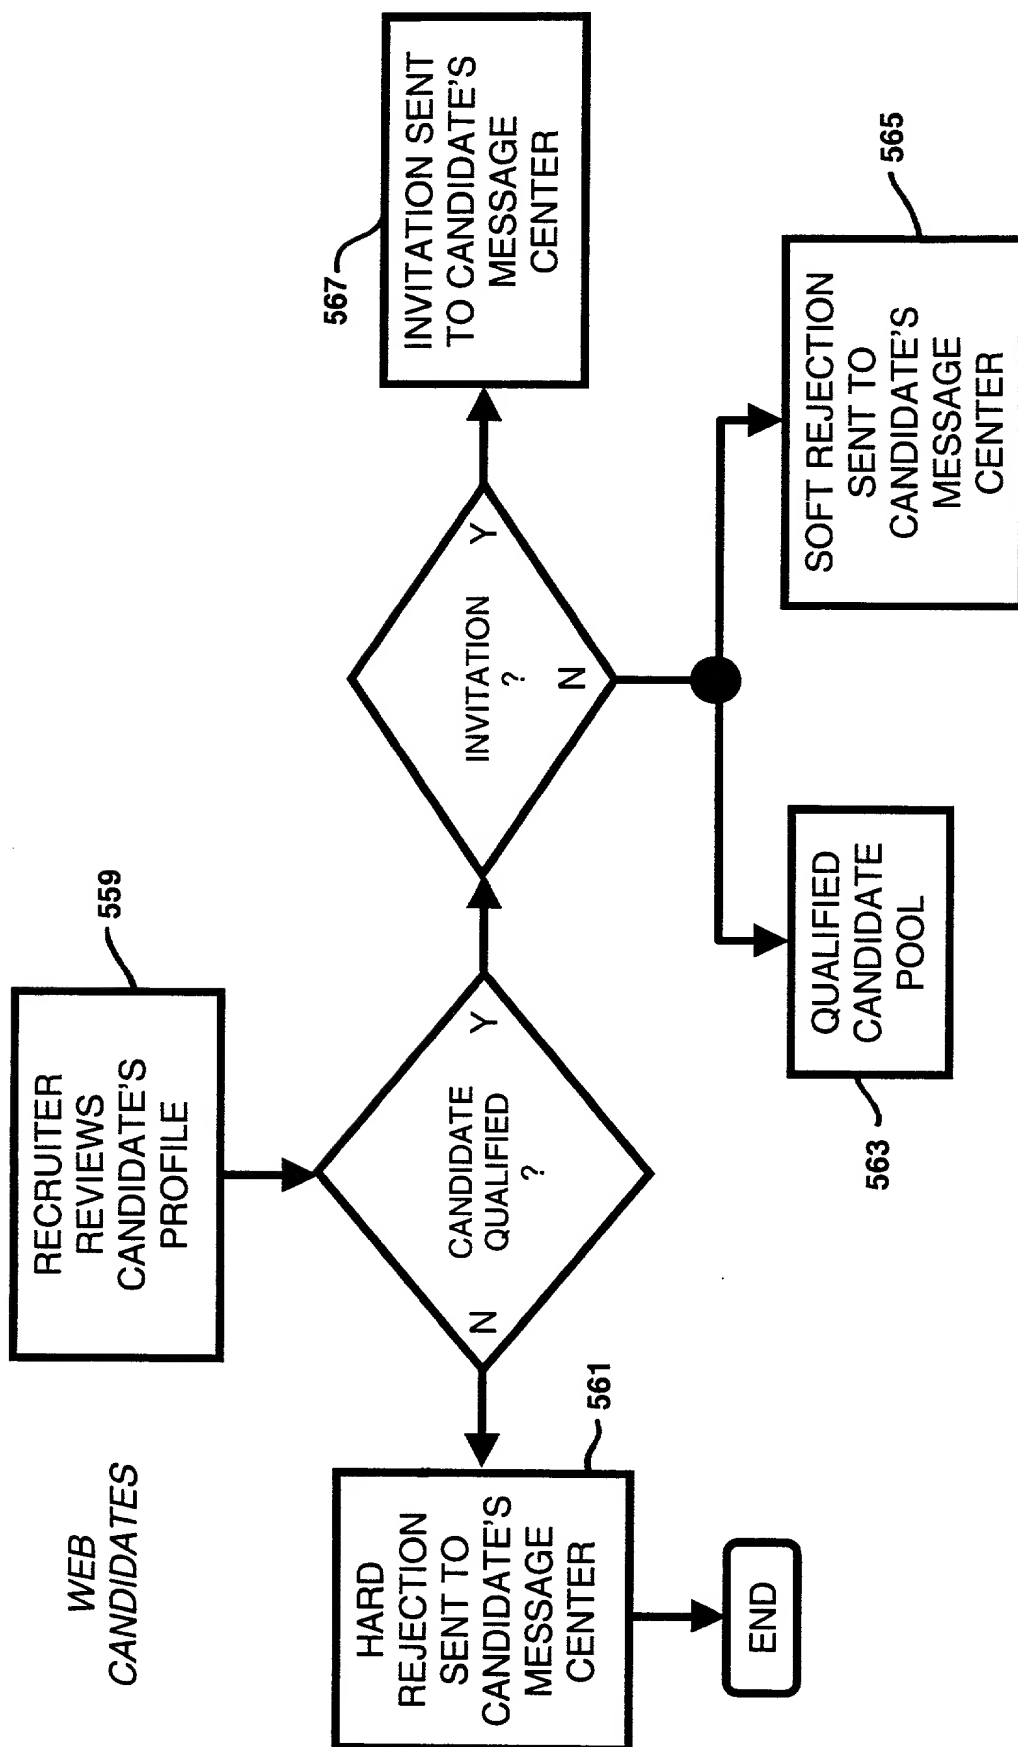 WEB
CANDIDATES
RECRUITER
REVIEWS
CANDIDATE'S
PROFILE
559
CANDIDATE
QUALIFIED
?
N
Y
HARD
REJECTION
SENT TO
CANDIDATE'S
MESSAGE
CENTER
561
END
INVITATION
?
Y
N
567
INVITATION SENT
TO CANDIDATE'S
MESSAGE
CENTER
QUALIFIED
CANDIDATE
POOL
563
SOFT REJECTION
SENT TO
CANDIDATE'S
MESSAGE
CENTER
565